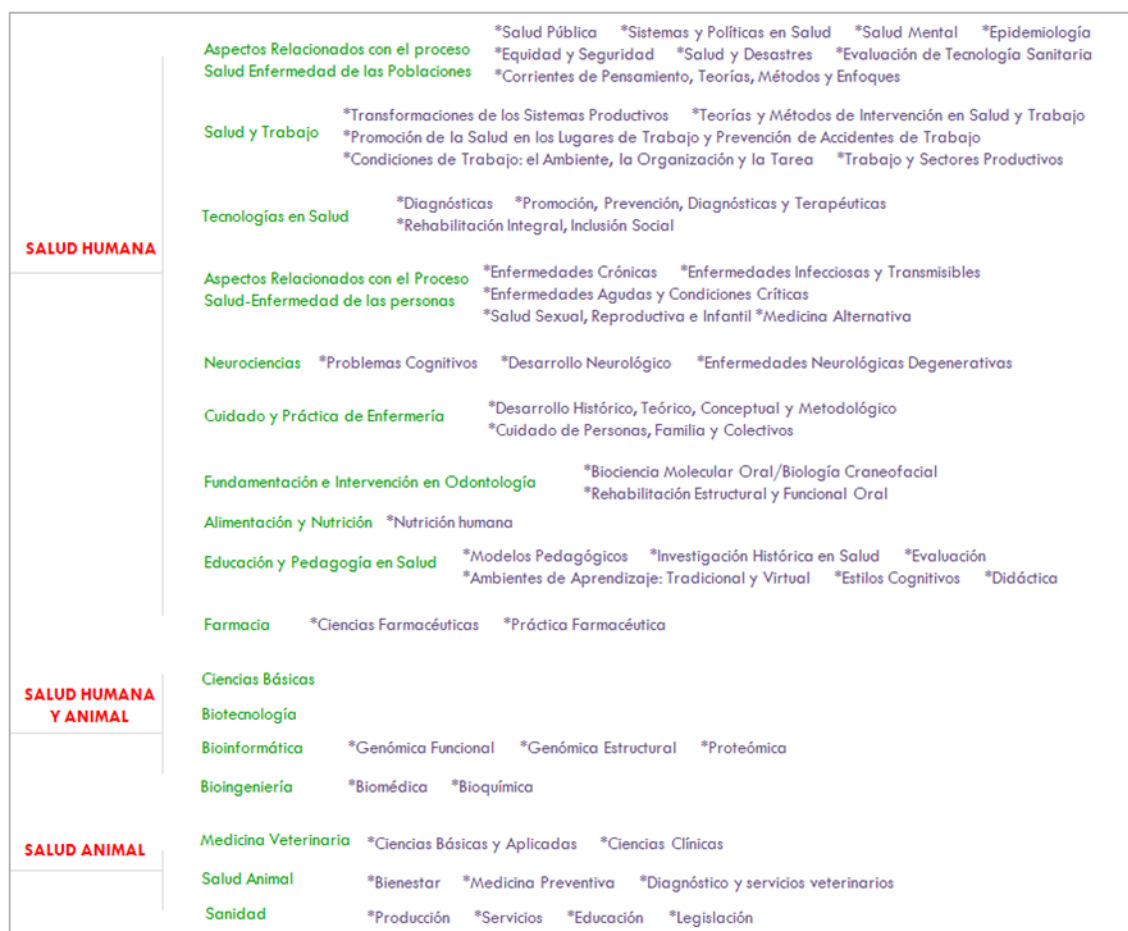 *Salud Pública *Sistemas y Políticas en Salud *Salud Mental *Epidemiología
Aspectos Relacionados con el proceso *Equidad y Seguridad *Salud y Desastres *Evaluación de Tecnología Sanitaria
Salud Enfermedad de las Poblaciones *Corrientes de Pensamiento, Teorías, Métodos y Enfoques
*Transformaciones de los Sistemas Productivos *Teorías y Métodos de Intervención en Salud y Trabajo
Salud y Trabajo *Promoción de la Salud en los Lugares de Trabajo y Prevención de Accidentes de Trabajo
*Condiciones de Trabajo: el Ambiente, la Organización y la Tarea *Trabajo y Sectores Productivos
*Diagnósticas *Promoción, Prevención, Diagnósticas y Terapéuticas
Tecnologías en Salud
*Rehabilitación Integral, Inclusión Social
SALUD HUMANA
Aspectos Relacionados con el Proceso *Enfermedades Crónicas *Enfermedades Infecciosas y Transmisibles
Salud-Enfermedad de las personas *Enfermedades Agudas y Condiciones Críticas
*Salud Sexual, Reproductiva e Infantil *Medicina Alternativa
Neurociencias *Problemas Cognitivos *Desarrollo Neurológico *Enfermedades Neurológicas Degenerativas
Cuidado y Práctica de Enfermería *Desarrollo Histórico, Teórico, Conceptual y Metodológico
*Cuidado de Personas, Familia y Colectivos
Fundamentación e Intervención en Odontología *Biociencia Molecular Oral/Biología Craneofacial
*Rehabilitación Estructural y Funcional Oral
Alimentación y Nutrición *Nutrición humana
Educación y Pedagogía en Salud *Modelos Pedagógicos *Investigación Histórica en Salud *Evaluación
*Ambientes de Aprendizaje: Tradicional y Virtual *Estilos Cognitivos *Didáctica
Farmacia *Ciencias Farmacéuticas *Práctica Farmacéutica
SALUD HUMANA
Y ANIMAL
Ciencias Básicas
Biotecnología
Bioinformática *Genómica Funcional *Genómica Estructural *Proteómica
Bioingeniería *Biomédica *Bioquímica
SALUD ANIMAL
Medicina Veterinaria *Ciencias Básicas y Aplicadas *Ciencias Clínicas
Salud Animal *Bienestar *Medicina Preventiva *Diagnóstico y servicios veterinarios
Sanidad *Producción *Servicios *Educación *Legislación